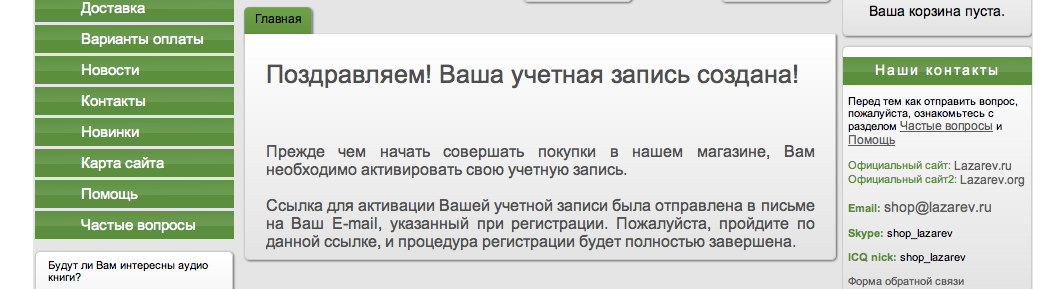 Доставка
Варианты оплаты
Новости
Контакты
Новинки
Карта сайта
Помощь
Частые вопросы
Будут ли Вам интересны аудио
книги?
Главная
Поздравляем! Ваша учетная запись создана!
Прежде чем начать совершать покупки в нашем магазине, Вам
необходимо активировать свою учетную запись.
Ссылка для активации Вашей учетной записи была отправлена в письме
на Ваш E-mail, указанный при регистрации. Пожалуйста, пройдите по
данной ссылке, и процедура регистрации будет полностью завершена.
Ваша корзина пуста.
Наши контакты
Перед тем как отправить вопрос,
пожалуйста, ознакомьтесь с
разделом Частые вопросы и
Помощь
Официальный сайт: Lazarev.ru
Официальный сайт2: Lazarev.org
Email: shop@lazarev.ru
Skype: shop_lazarev
ICQ nick: shop_lazarev
Форма обратной связи